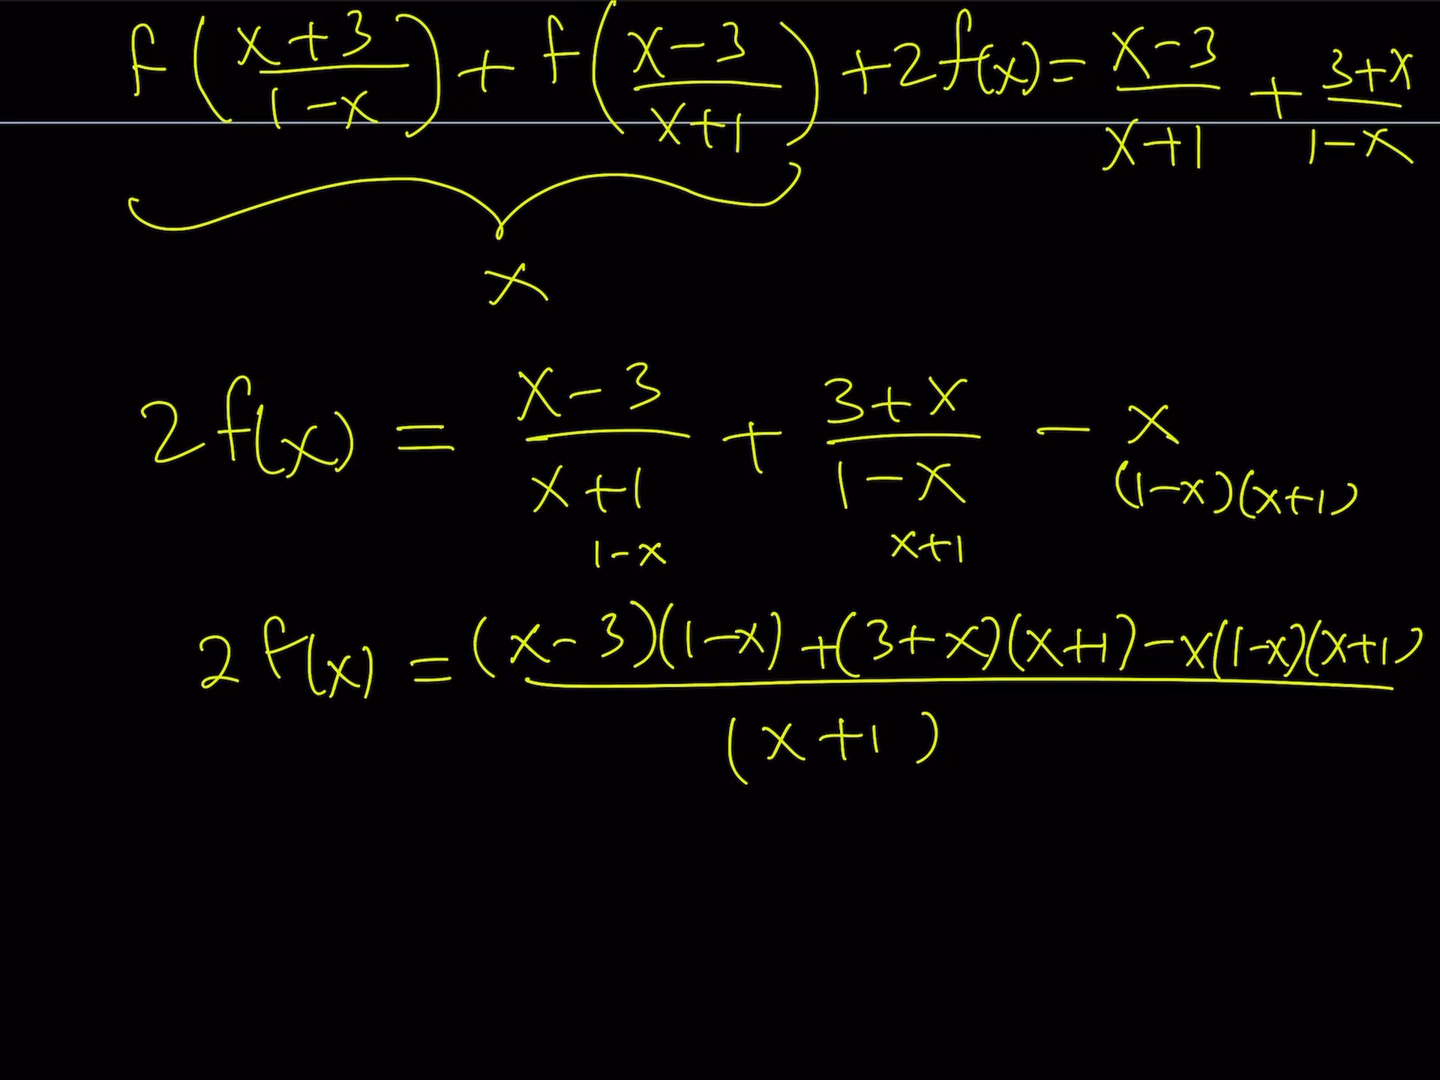 f((x+3)/(1-x)) + f((x-3)/(x+1)) + 2f(x) = (x-3)/(x+1) + (3+x)/(1-x)
x
2f(x) = (x-3)/(x+1) + (3+x)/(1-x) - x
1-x x+1 (1-x)(x+1)
2f(x) = ((x-3)(1-x)+(3+x)(x+1)-x(1-x)(x+1))/(x+1)